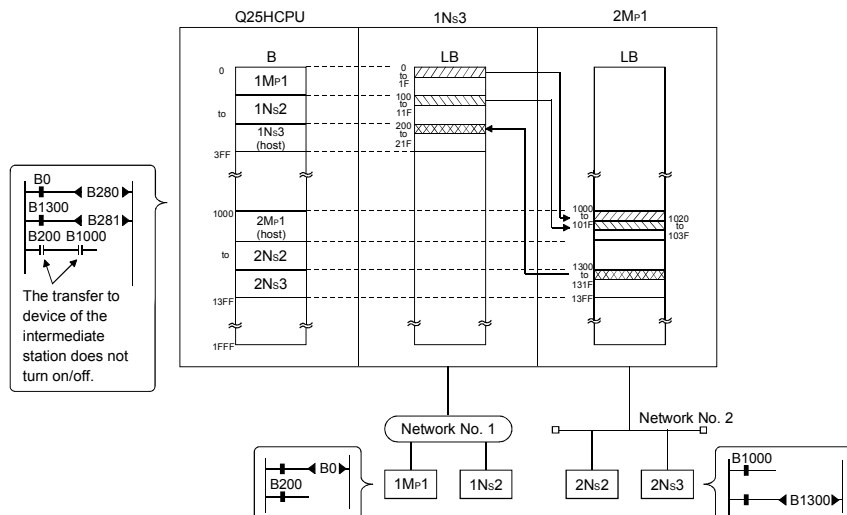 Q25HCPU 1Ns3 2MP1
B LB LB
0
1MP1
to
1Ns2
1Ns3
(host)
3FF
1000
2MP1
(host)
to
2Ns2
2Ns3
13FF
1FFF
0
to
1F
100
to
11F
200
to
21F
1000
to
101F
1020
to
103F
1300
to
131F
13FF
B0
B280
B1300
B281
B200 B1000
The transfer to
device of the
intermediate
station does not
turn on/off.
Network No. 1
Network No. 2
B0
B200
1MP1
1Ns2
2Ns2
2Ns3
B1000
B1300